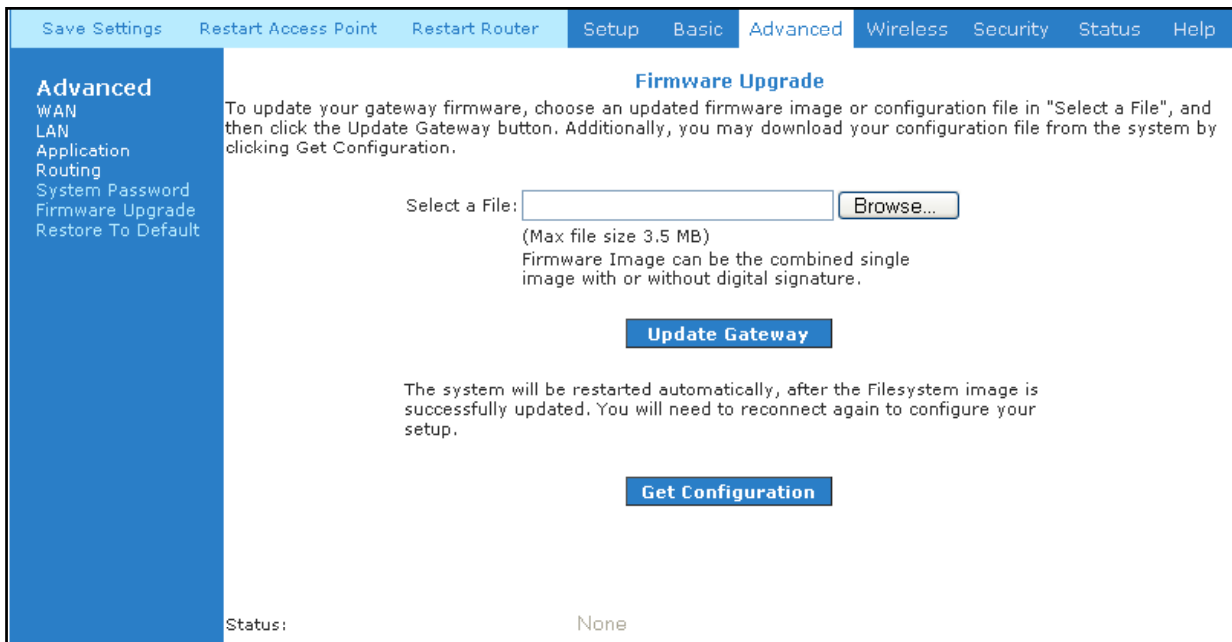 Save Settings Restart Access Point Restart Router Setup Basic Advanced Wireless Security Status Help
Advanced
WAN
LAN
Application
Routing
System Password
Firmware Upgrade
Restore To Default
Firmware Upgrade
To update your gateway firmware, choose an updated firmware image or configuration file in "Select a File", and
then click the Update Gateway button. Additionally, you may download your configuration file from the system by
clicking Get Configuration.
Select a File: Browse...
(Max file size 3.5 MB)
Firmware Image can be the combined single
image with or without digital signature.
Update Gateway
The system will be restarted automatically, after the Filesystem image is
successfully updated. You will need to reconnect again to configure your
setup.
Get Configuration
Status: None